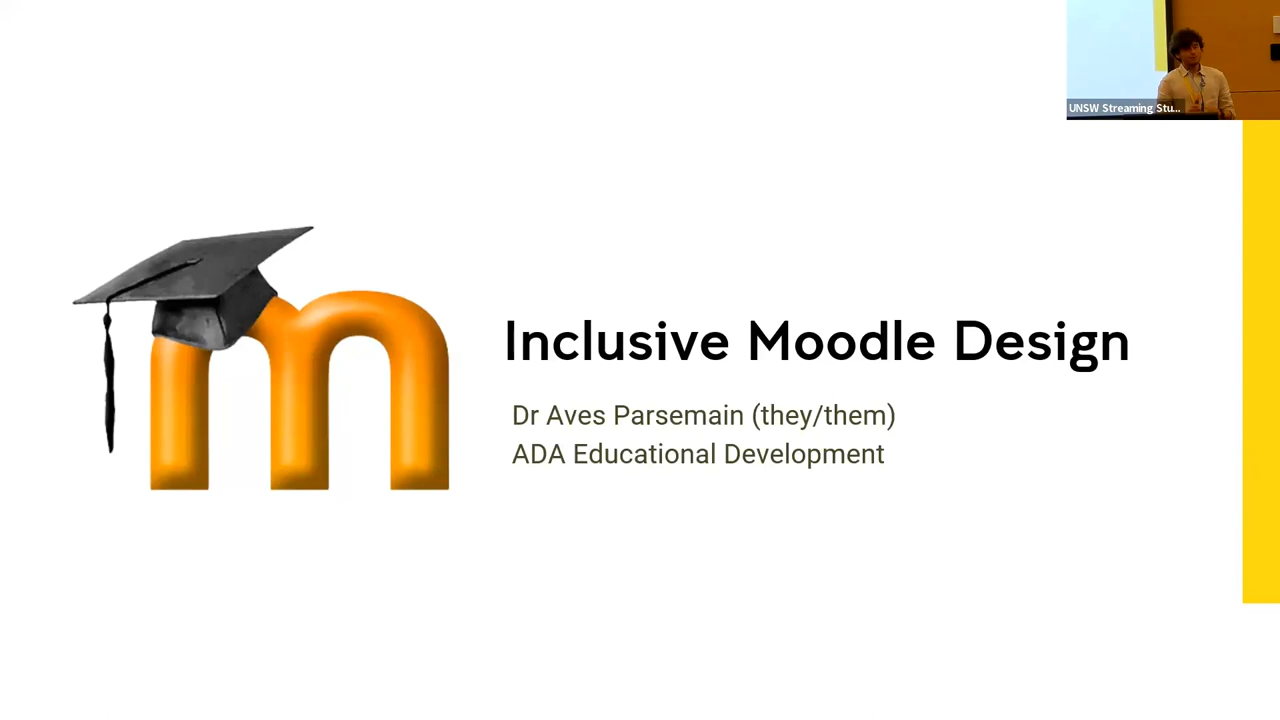 UNSW Streaming Stu...
Inclusive Moodle Design
Dr Aves Parsemain (they/them)
ADA Educational Development